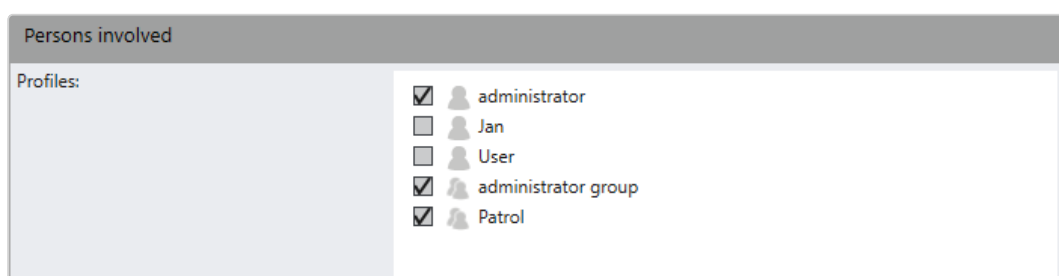 Persons involved
Profiles:
administrator
Jan
User
administrator group
Patrol